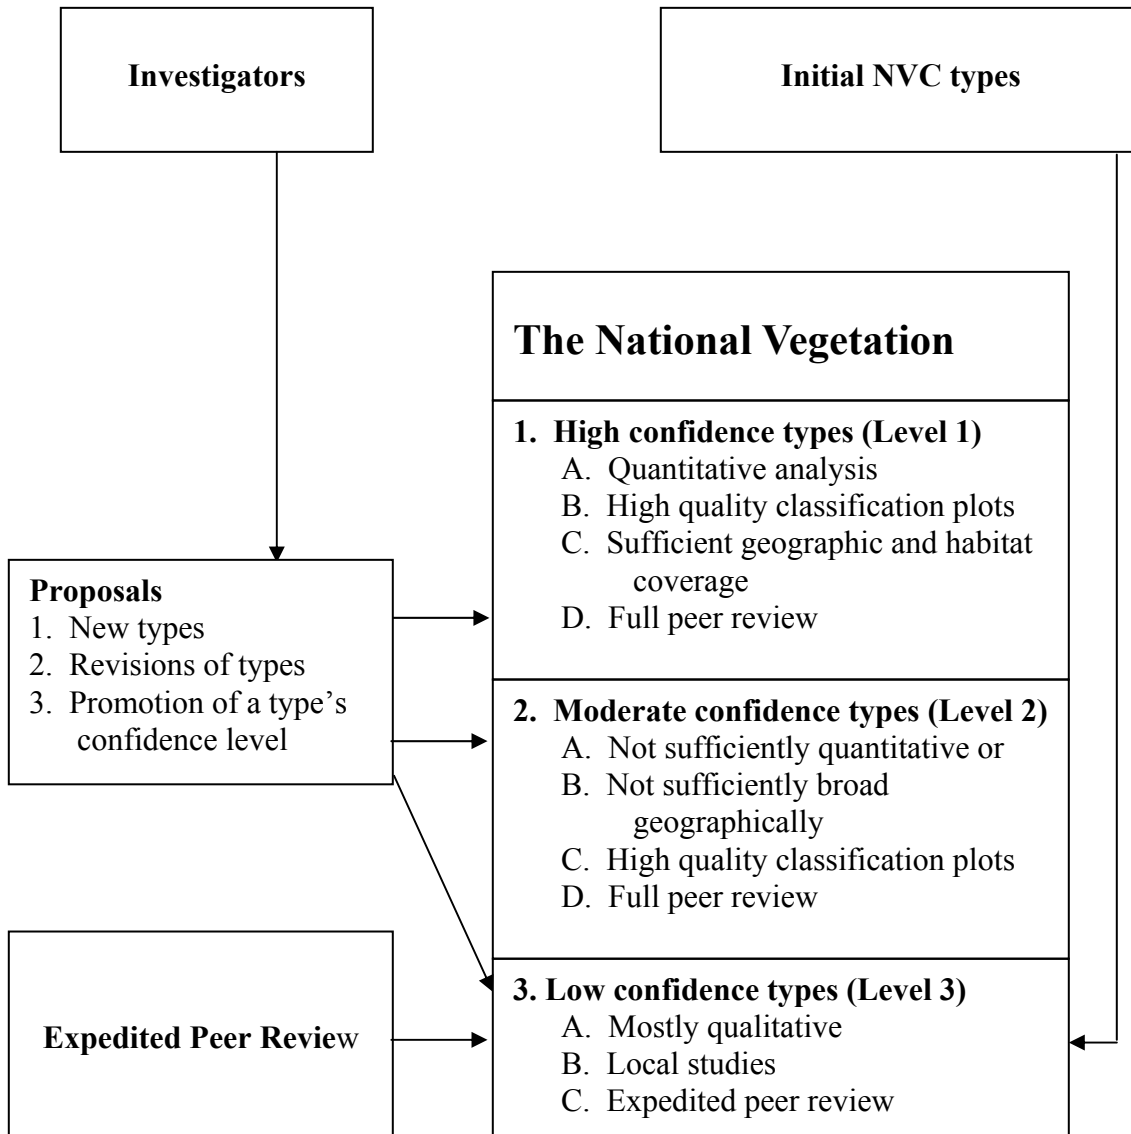 Investigators
Initial NVC types
The National Vegetation
1. High confidence types (Level 1)
A. Quantitative analysis
B. High quality classification plots
C. Sufficient geographic and habitat
coverage
D. Full peer review
Proposals
1. New types
2. Revisions of types
3. Promotion of a type’s
confidence level
2. Moderate confidence types (Level 2)
A. Not sufficiently quantitative or
B. Not sufficiently broad
geographically
C. High quality classification plots
D. Full peer review
Expedited Peer Review
3. Low confidence types (Level 3)
A. Mostly qualitative
B. Local studies
C. Expedited peer review